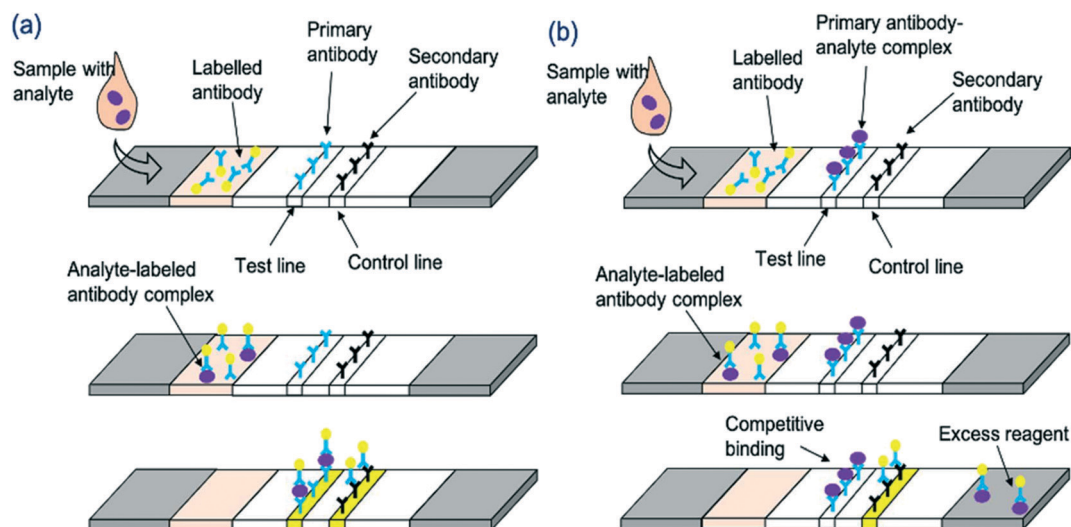 (a)
Sample with
analyte
Labelled
antibody
Primary
antibody
Secondary
antibody
Test line
Control line
Analyte-labeled
antibody complex
(b)
Sample with
analyte
Labelled
antibody
Primary antibody-
analyte complex
Secondary
antibody
Test line
Control line
Analyte-labeled
antibody complex
Competitive
binding
Excess reagent